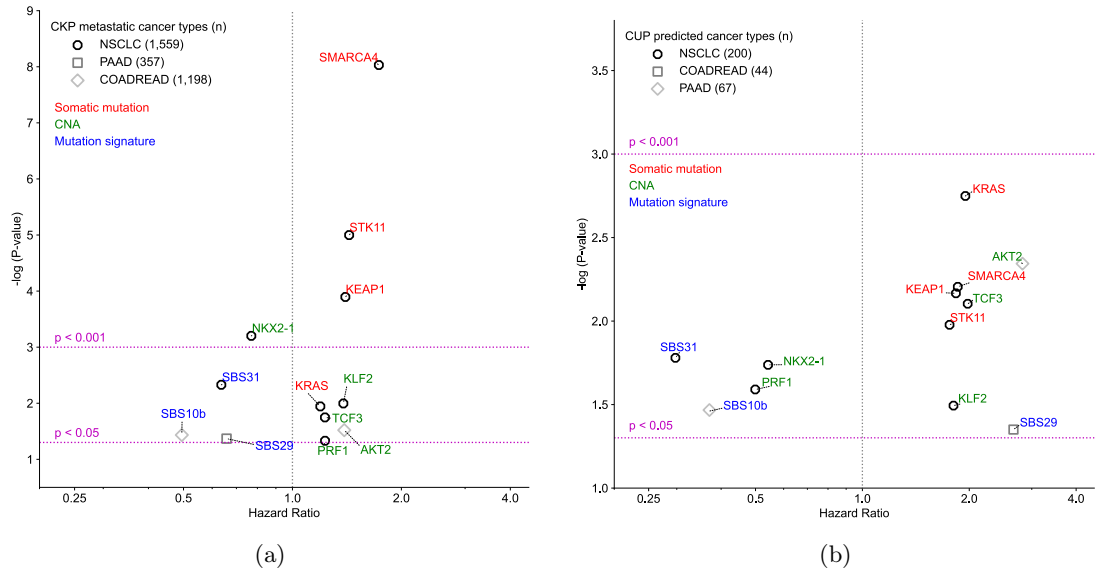 CKP metastatic cancer types (n)
NSCLC (1,559)
PAAD (357)
COADREAD (1,198)
Somatic mutation
CNA
Mutation signature
SMARCA4
STK11
KEAP1
NKX2-1
p < 0.001
SBS31
KRAS
KLF2
SBS10b
TCF3
p < 0.05
SBS29
PRF1
AKT2
9
8
7
6
5
4
3
2
1
-log (P-value)
0.25
0.5
1.0
2.0
4.0
Hazard Ratio
(a)
CUP predicted cancer types (n)
NSCLC (200)
COADREAD (44)
PAAD (67)
p < 0.001
Somatic mutation
CNA
Mutation signature
KRAS
AKT2
SMARCA4
KEAP1
TCF3
STK11
SBS31
NKX2-1
PRF1
SBS10b
KLF2
SBS29
p < 0.05
3.5
3.0
2.5
2.0
1.5
1.0
-log (P-value)
0.25
0.5
1.0
2.0
4.0
Hazard Ratio
(b)